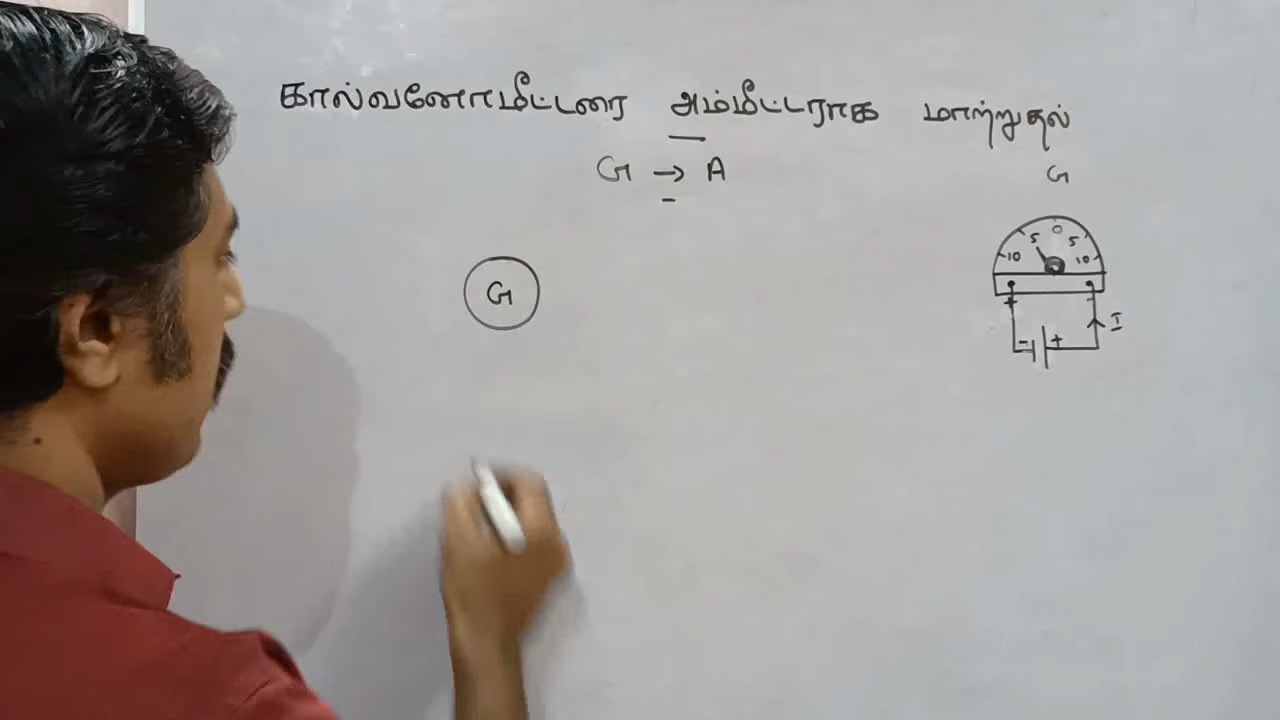 கால்வனோமீட்டரை அம்மீட்டராக மாற்றுதல்
G → A
G
G
10 5 0 5 10
+ -
- + I